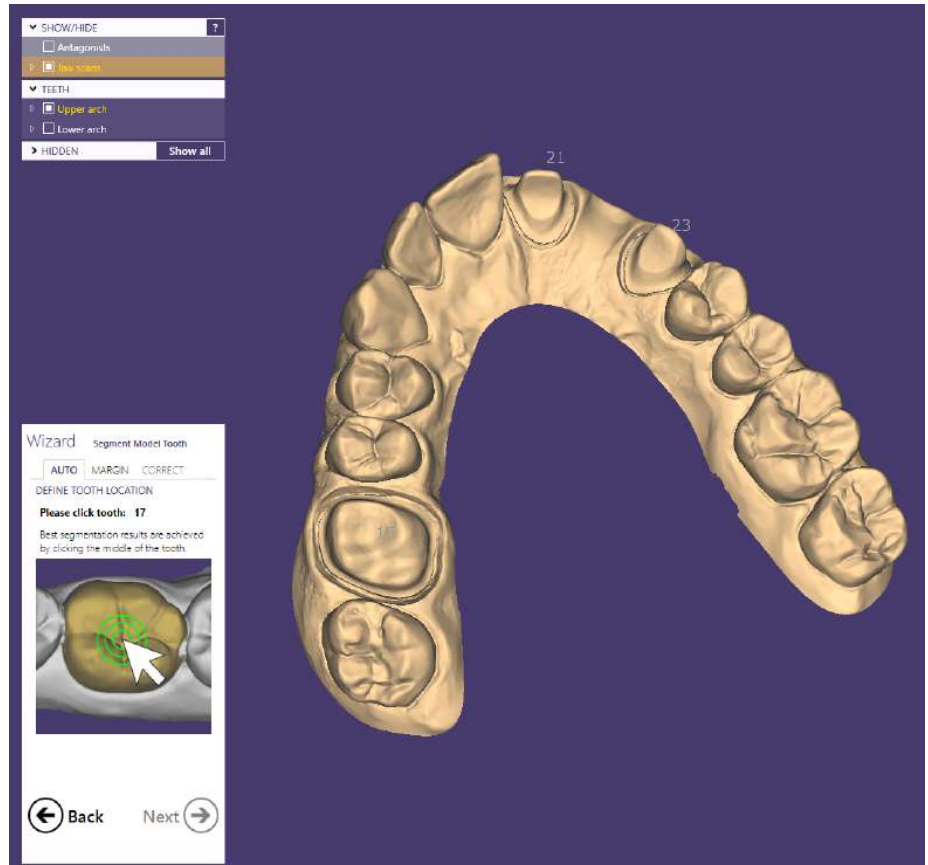 SHOW/HIDE ?
Antagonists
Jaw scans
TEETH
Upper arch
Lower arch
HIDDEN Show all
21
23
16
Wizard Segment Model Tooth
AUTO MARGIN CORRECT
DEFINE TOOTH LOCATION
Please click tooth: 17
Best segmentation results are achieved
by clicking the middle of the tooth.
Back Next